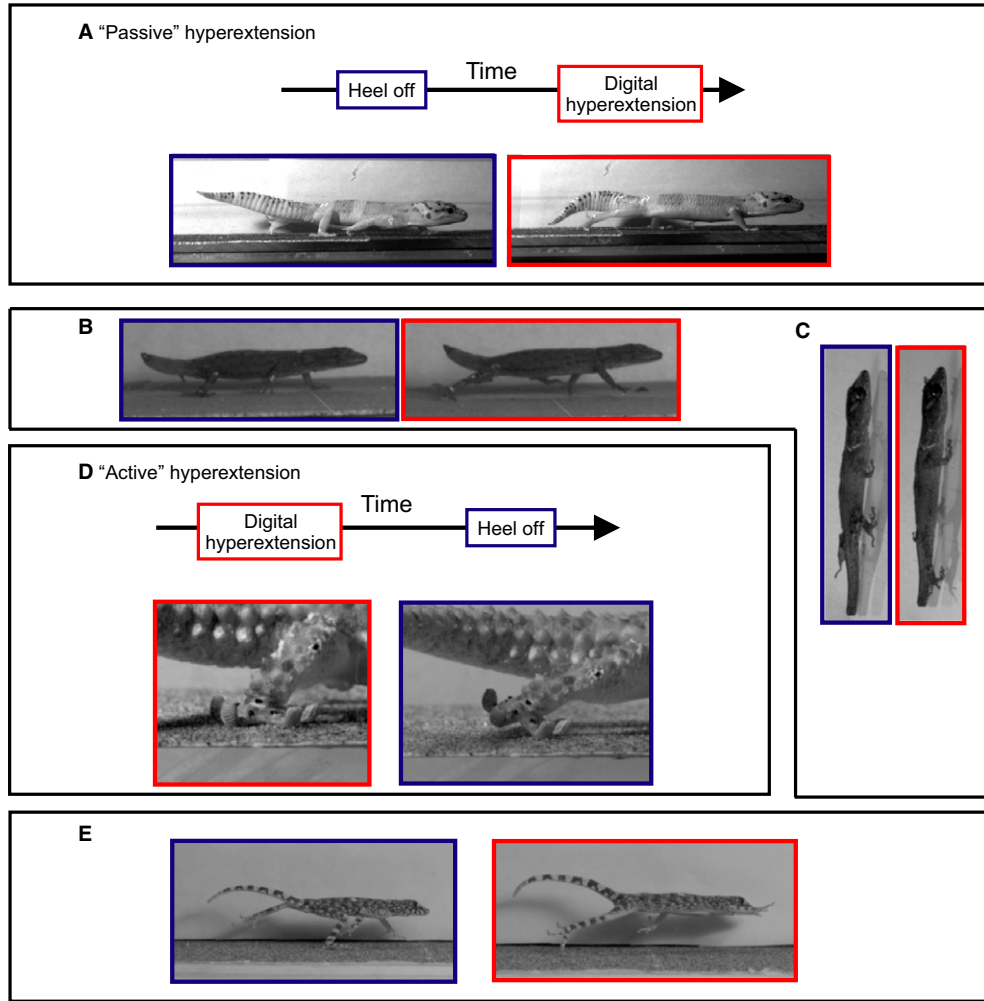 A “Passive” hyperextension
Time
Heel off
Digital
hyperextension
B
C
D “Active” hyperextension
Time
Digital
hyperextension
Heel off
E